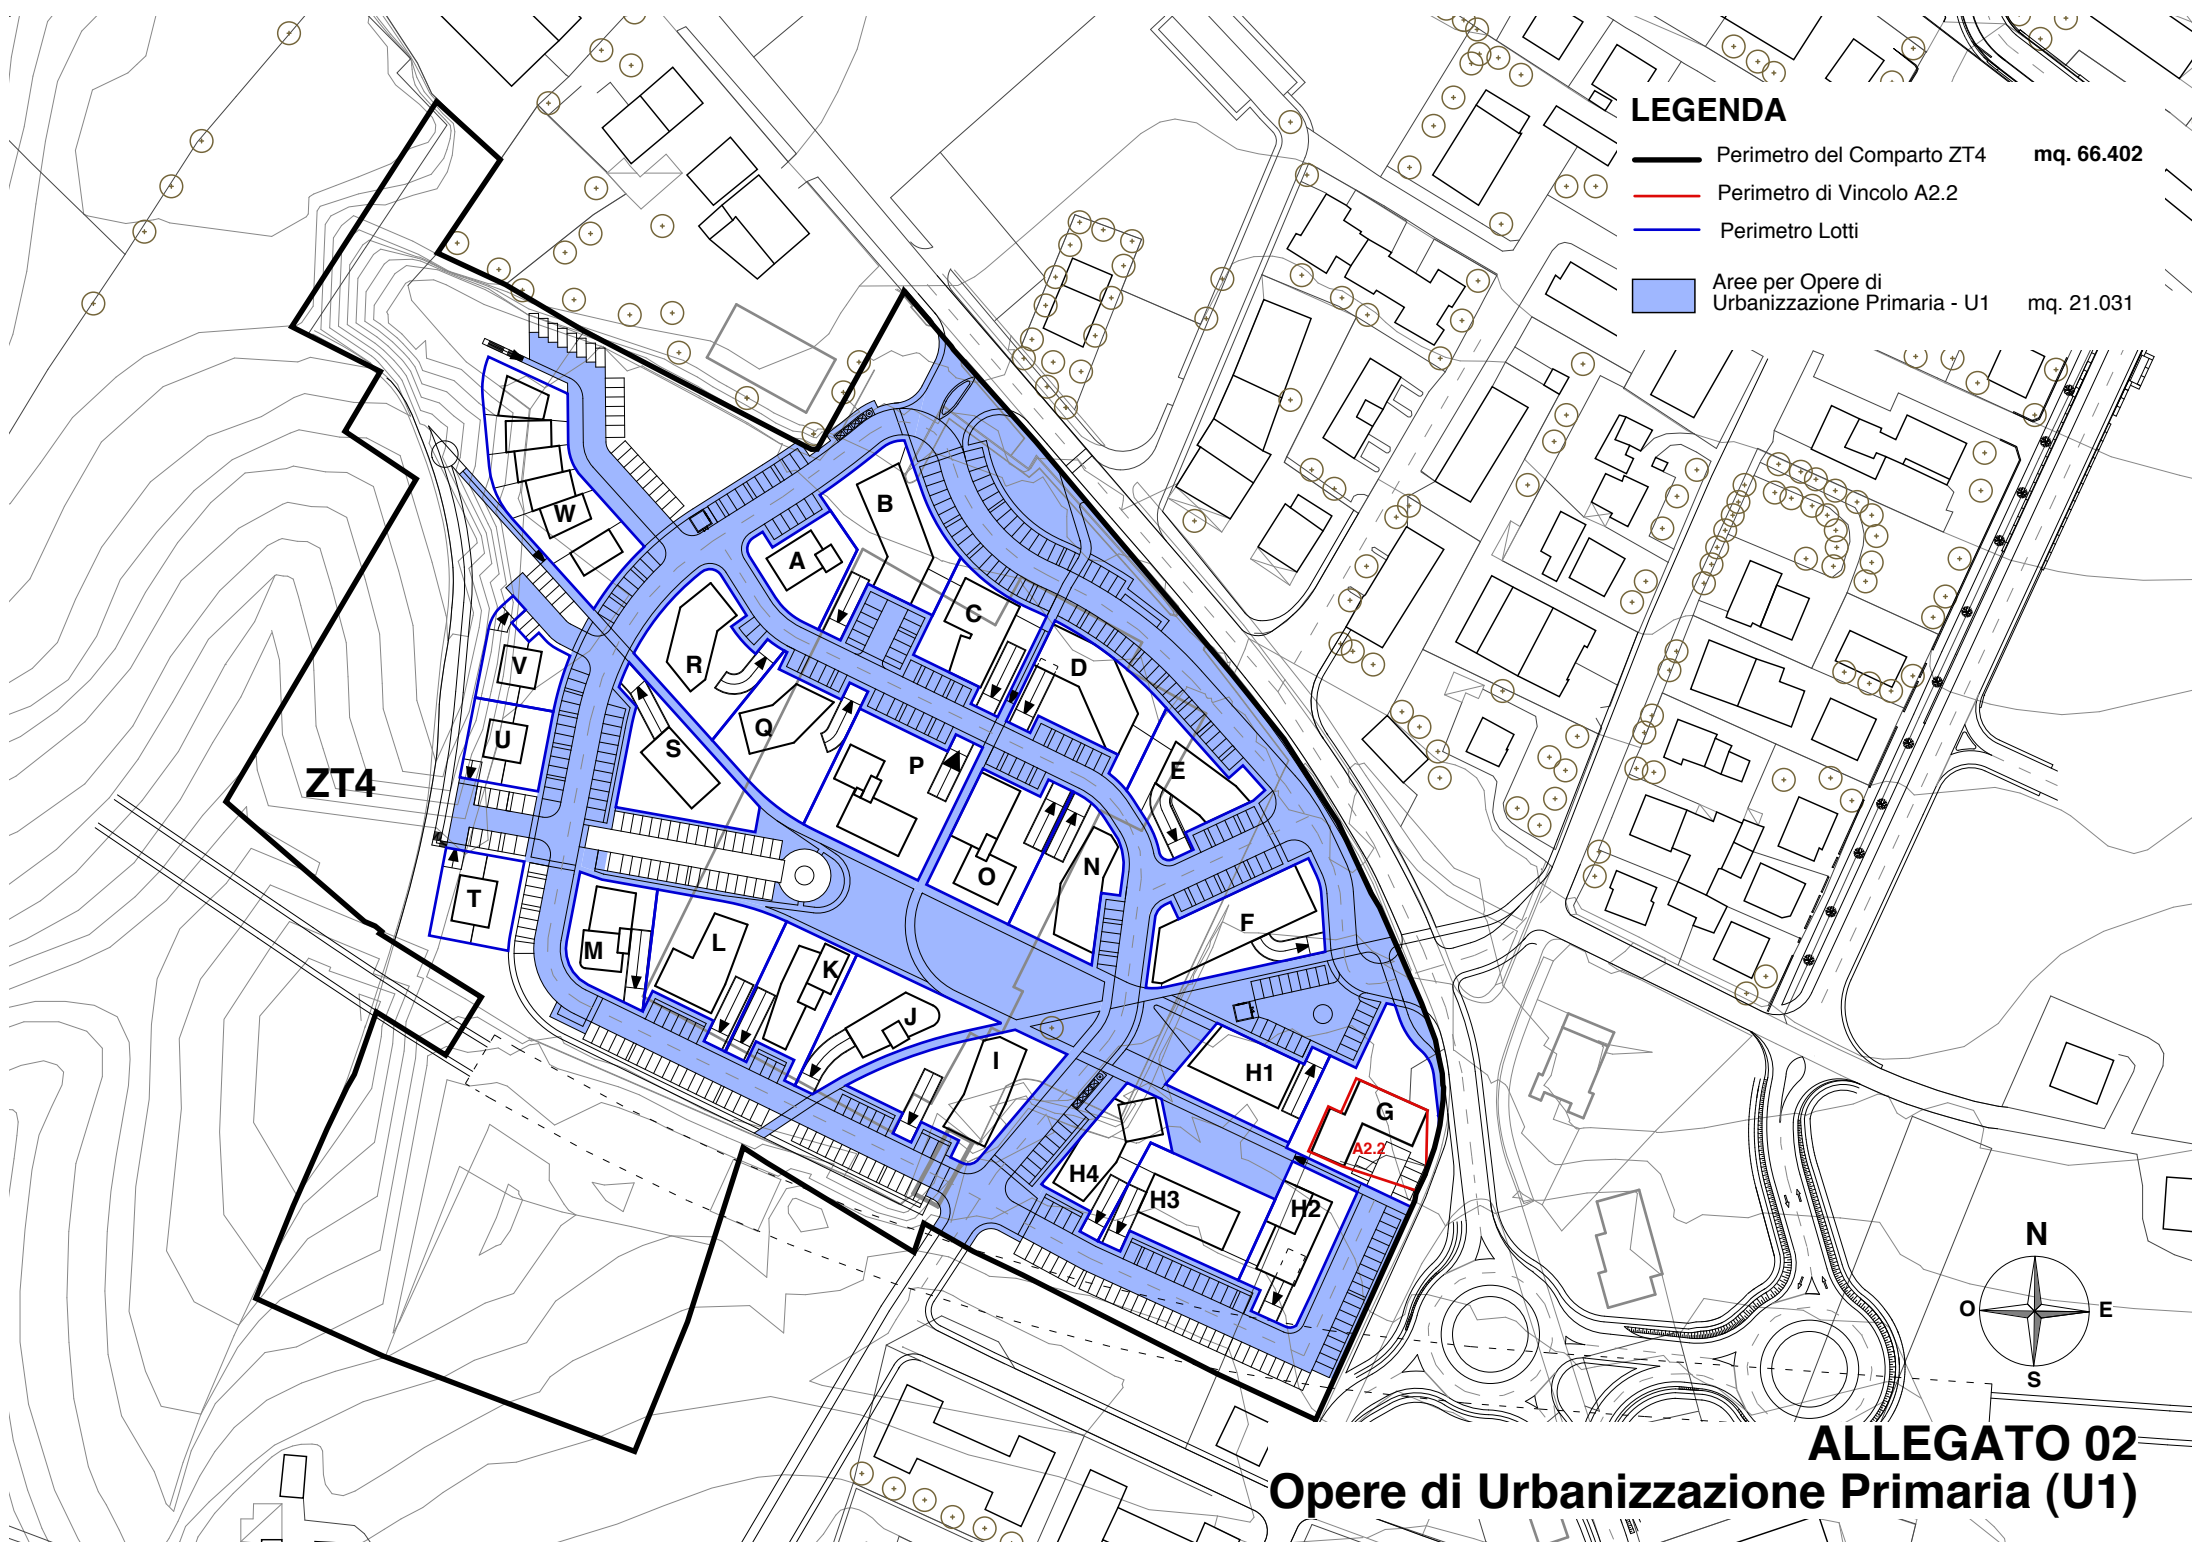 LEGENDA
Perimetro del Comparto ZT4 mq. 66.402
Perimetro di Vincolo A2.2
Perimetro Lotti
Aree per Opere di
Urbanizzazione Primaria - U1 mq. 21.031
W
B
A
C
R
V
D
Q
U
S
P
E
ZT4
O
N
T
F
M
L
K
J
I
H1
G
A2.2
H4
H3
H2
N
O
E
S
ALLEGATO 02
Opere di Urbanizzazione Primaria (U1)